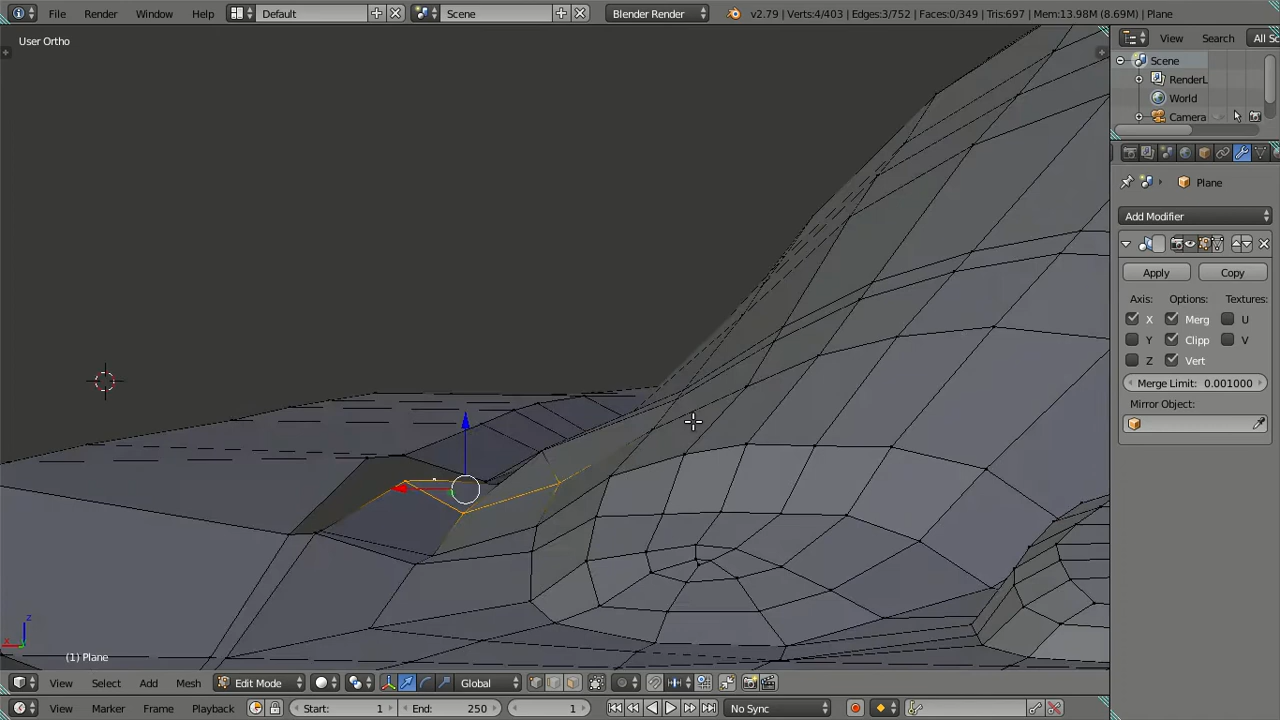 File Render Window Help Default Scene Blender Render v2.79 | Verts:4/403 | Edges:3/752 | Faces:0/349 | Tris:697 | Mem:13.98M (8.69M) | Plane
User Ortho
View Search All Sc
Scene
RenderL
World
Camera
Plane
Add Modifier
Apply Copy
Axis: Options: Textures:
X Merg U
Y Clipp V
Z Vert
Merge Limit: 0.001000
Mirror Object:
z
x
(1) Plane
View Select Add Mesh Edit Mode Global
View Marker Frame Playback Start: 1 End: 250 1 No Sync